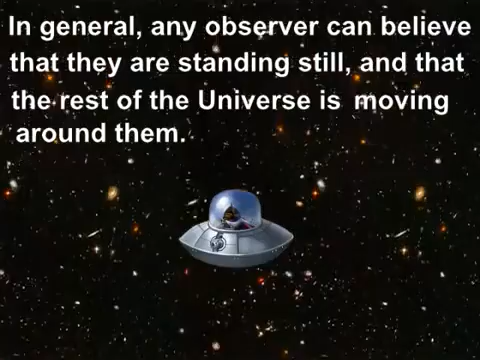 In general, any observer can believe
that they are standing still, and that
the rest of the Universe is moving
around them.